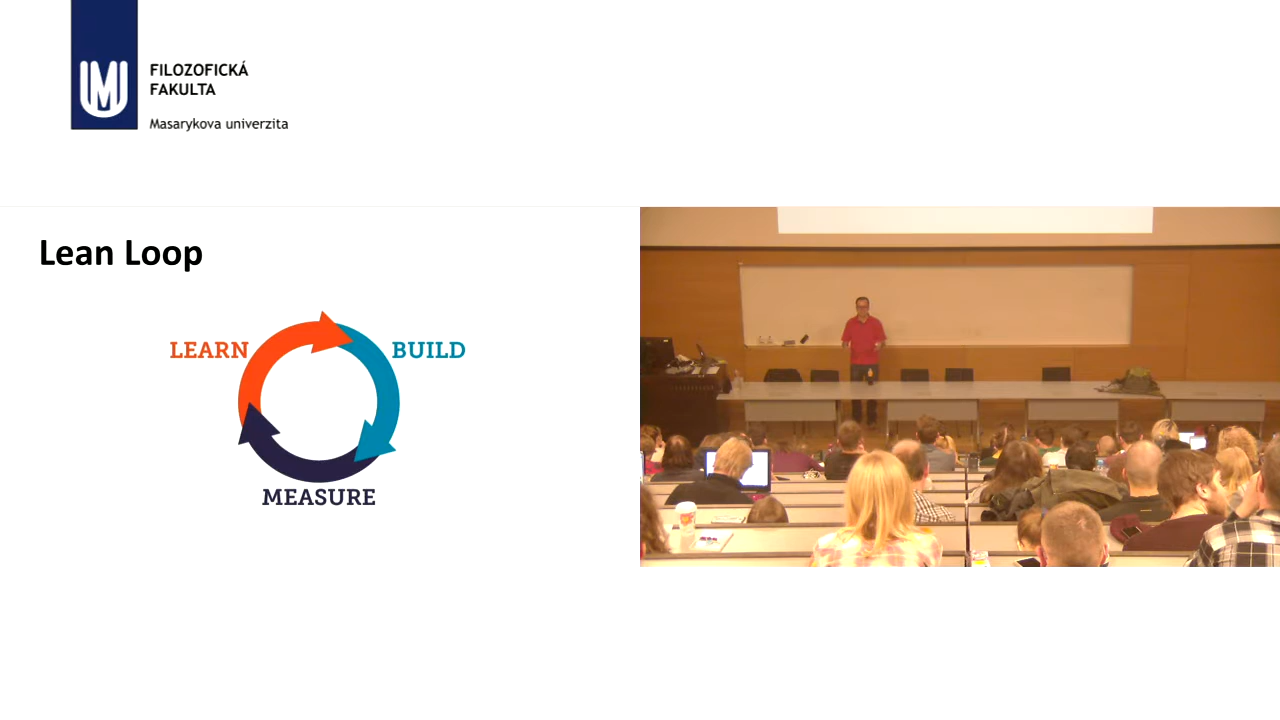 FILOZOFICKÁ
FAKULTA
Masarykova univerzita
Lean Loop
LEARN
BUILD
MEASURE